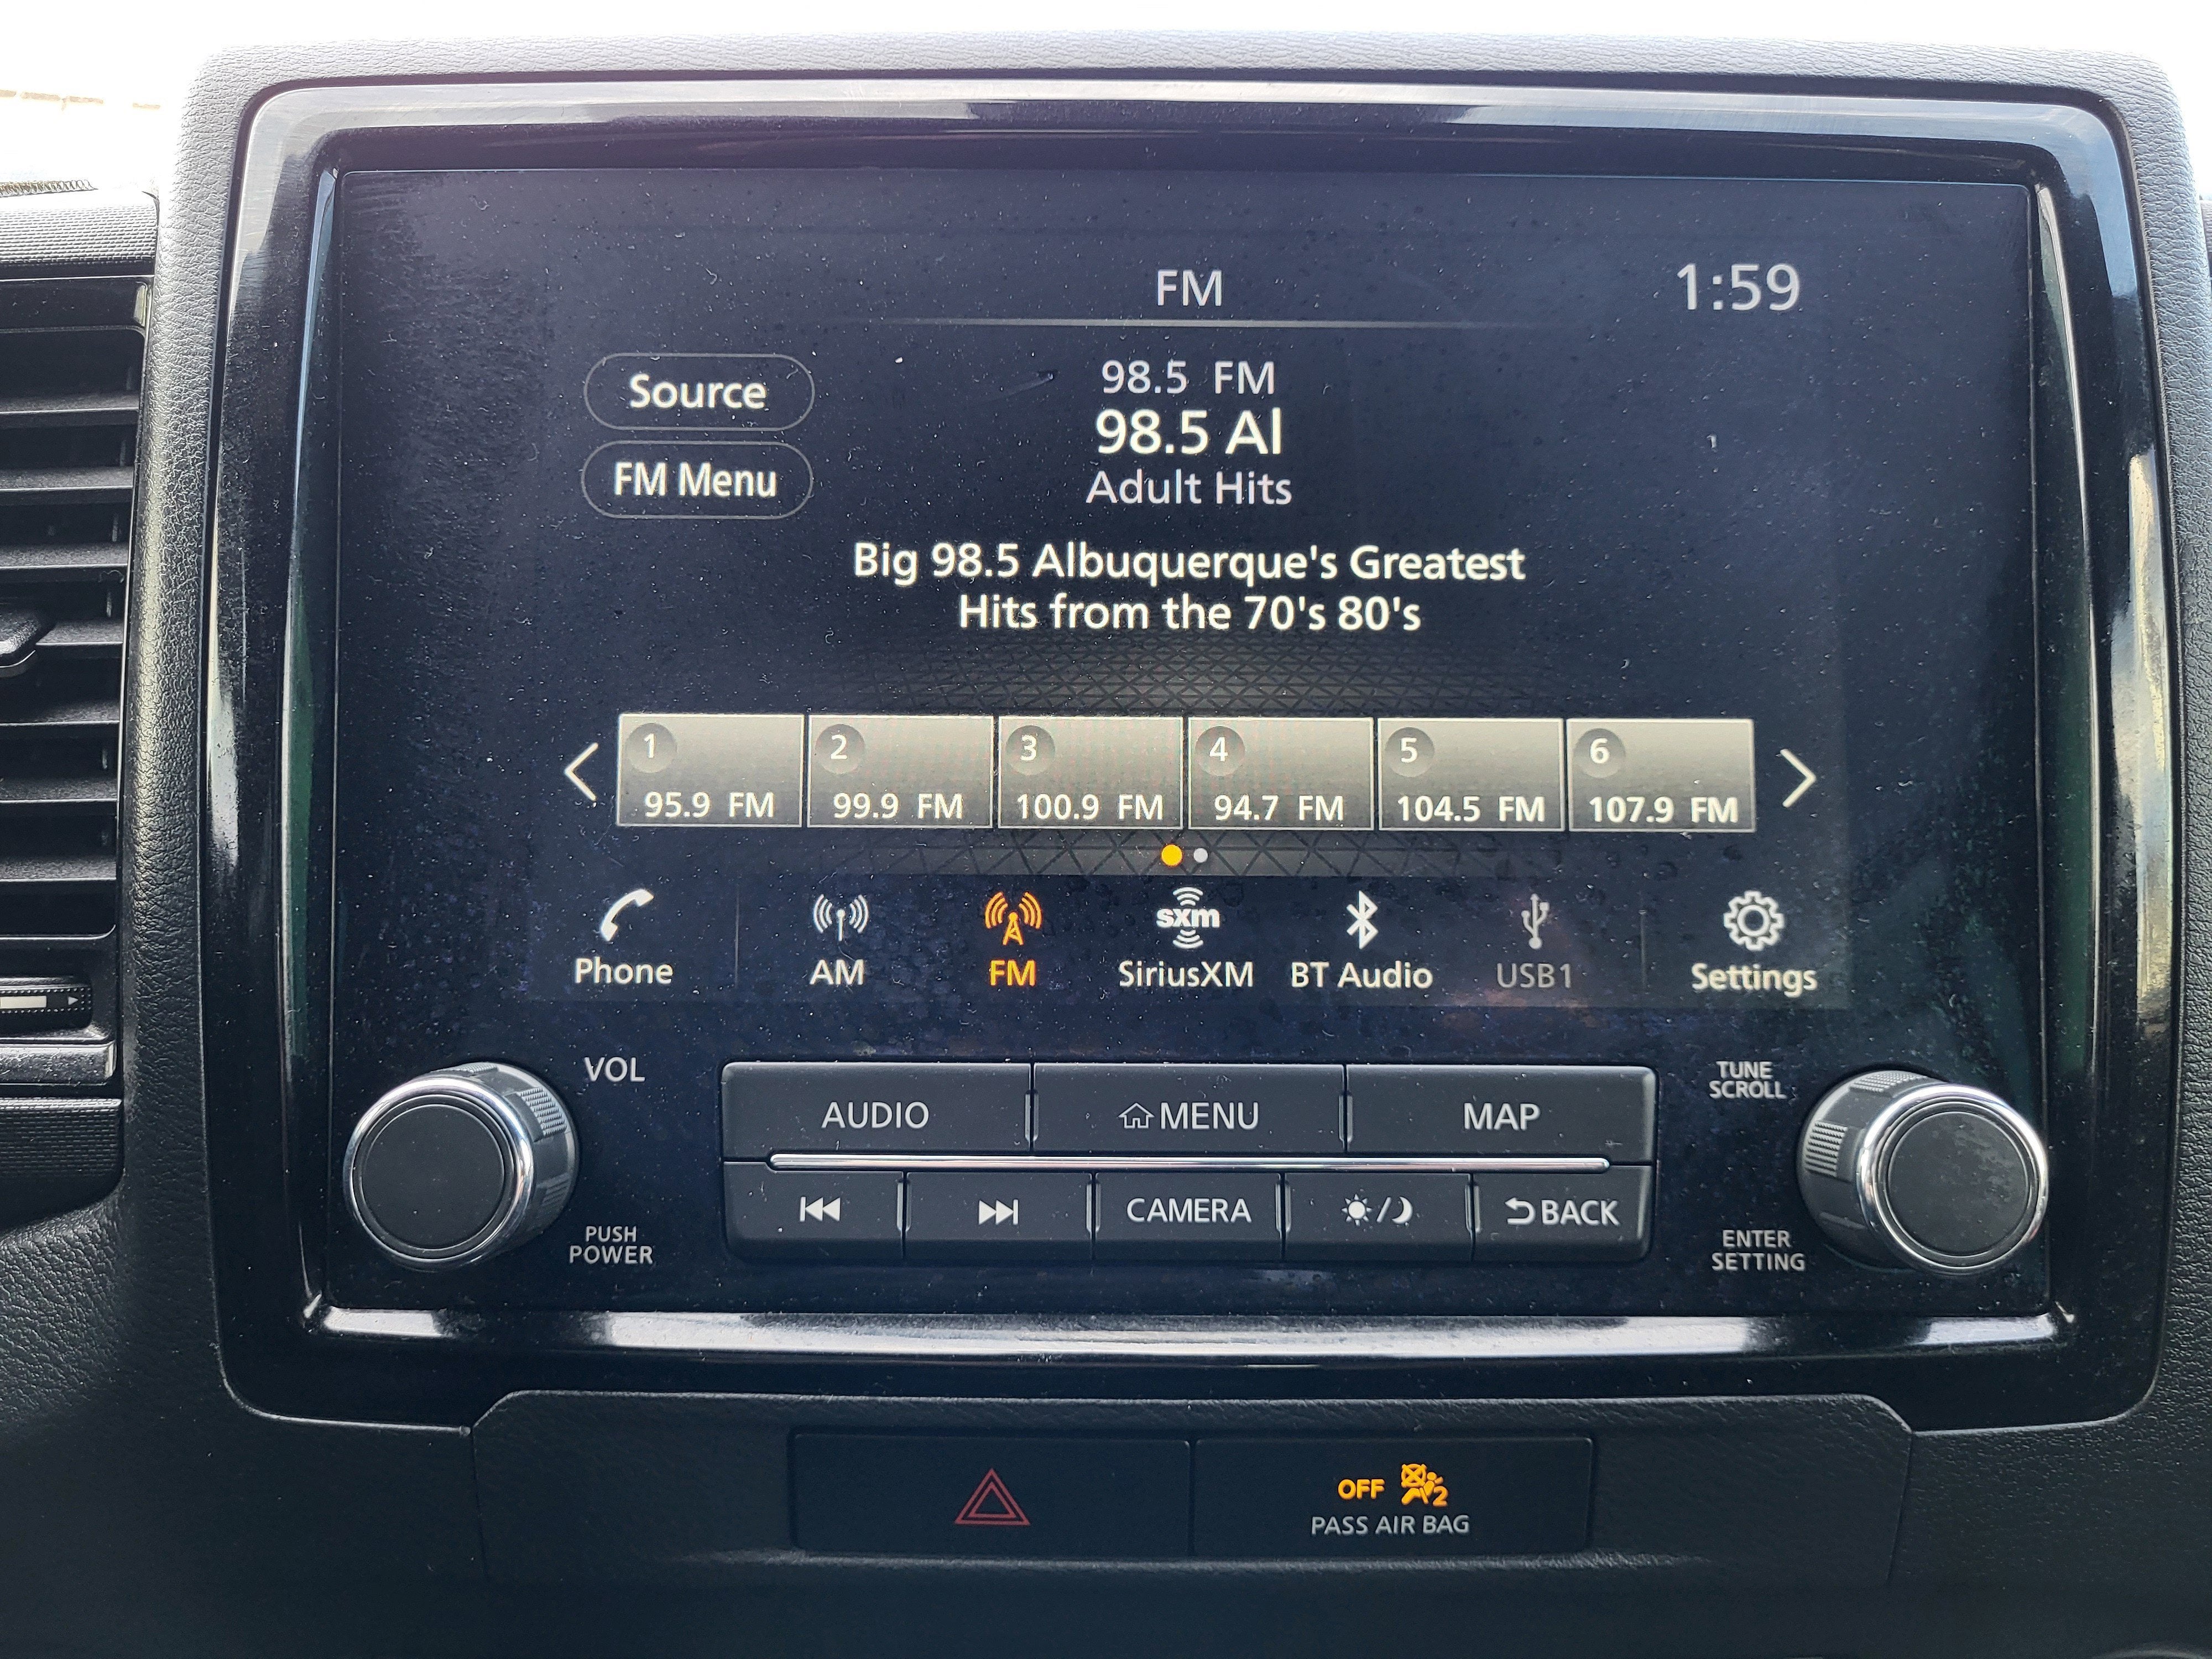 FM
1:59
Source
98.5 FM
98.5 Al
Adult Hits
FM Menu
Big 98.5 Albuquerque's Greatest
Hits from the 70's 80's
1 2 3 4 5 6
95.9 FM 99.9 FM 100.9 FM 94.7 FM 104.5 FM 107.9 FM
sxm
Phone AM FM SiriusXM BT Audio USB1 Settings
VOL
TUNE
SCROLL
AUDIO MENU MAP
CAMERA / BACK
PUSH
POWER
ENTER
SETTING
OFF 2
PASS AIR BAG